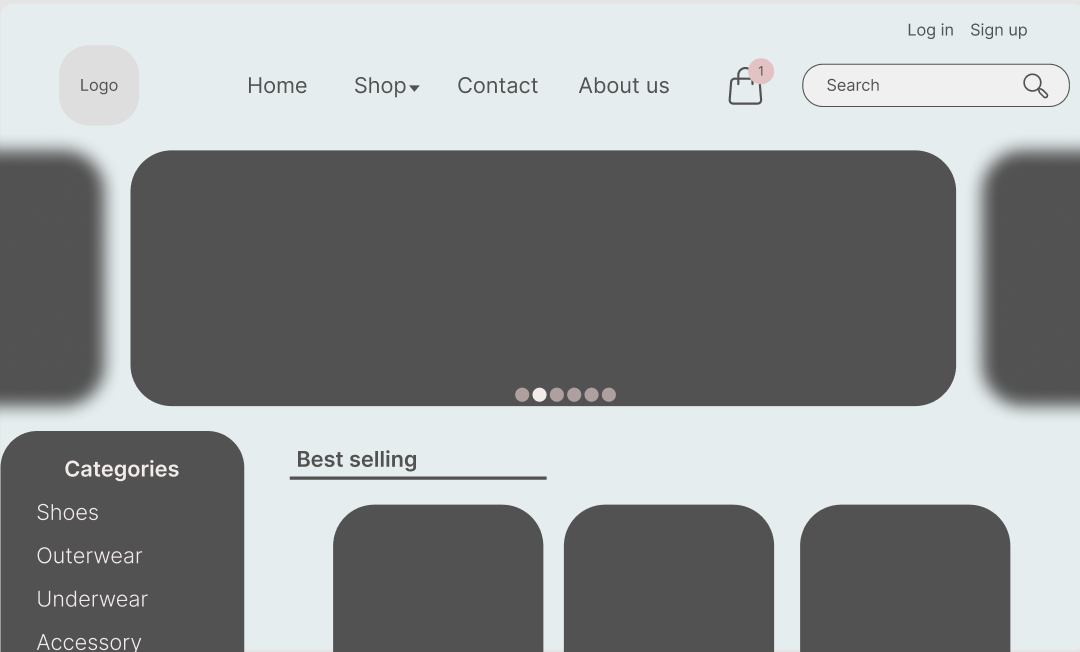 Log in Sign up
Logo Home Shop Contact About us 1 Search
Categories
Shoes
Outerwear
Underwear
Accessory
Best selling